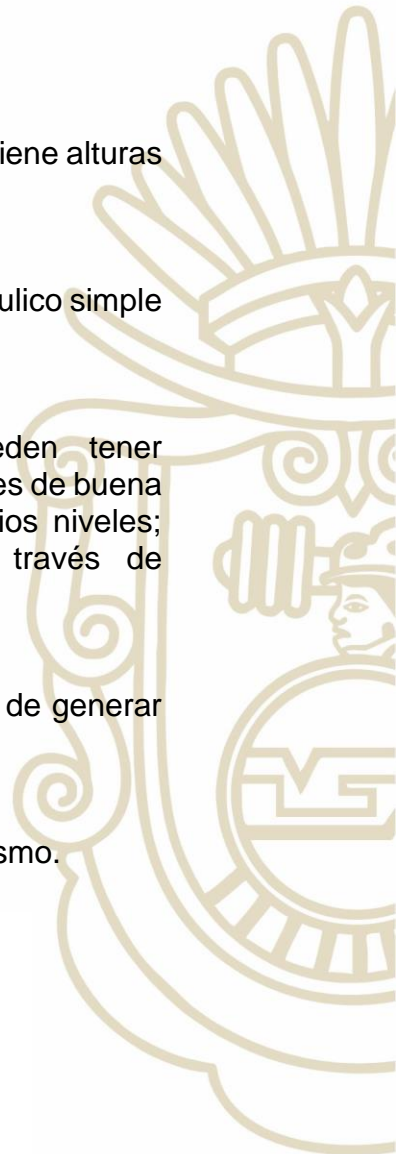 iene alturas
ulico simple
eden tener
es de buena
ios niveles;
través de
de generar
smo.